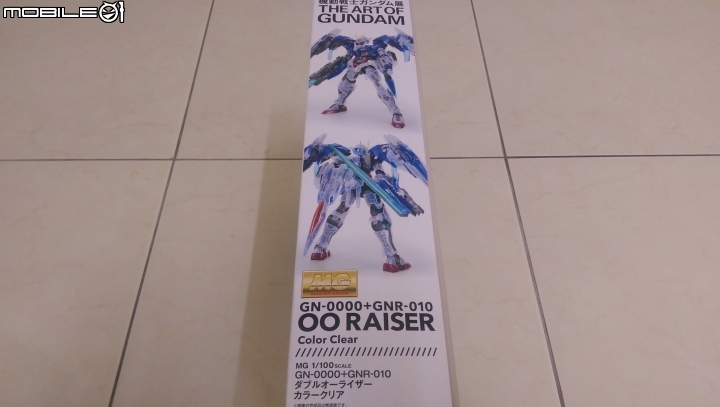 MOBILE01
機動戦士ガンダム展
THE ART OF
GUNDAM
MG
GN-0000+GNR-010
OO RAISER
Color Clear
MG 1/100 SCALE
GN-0000+GNR-010
ダブルオーライザー
カラークリア